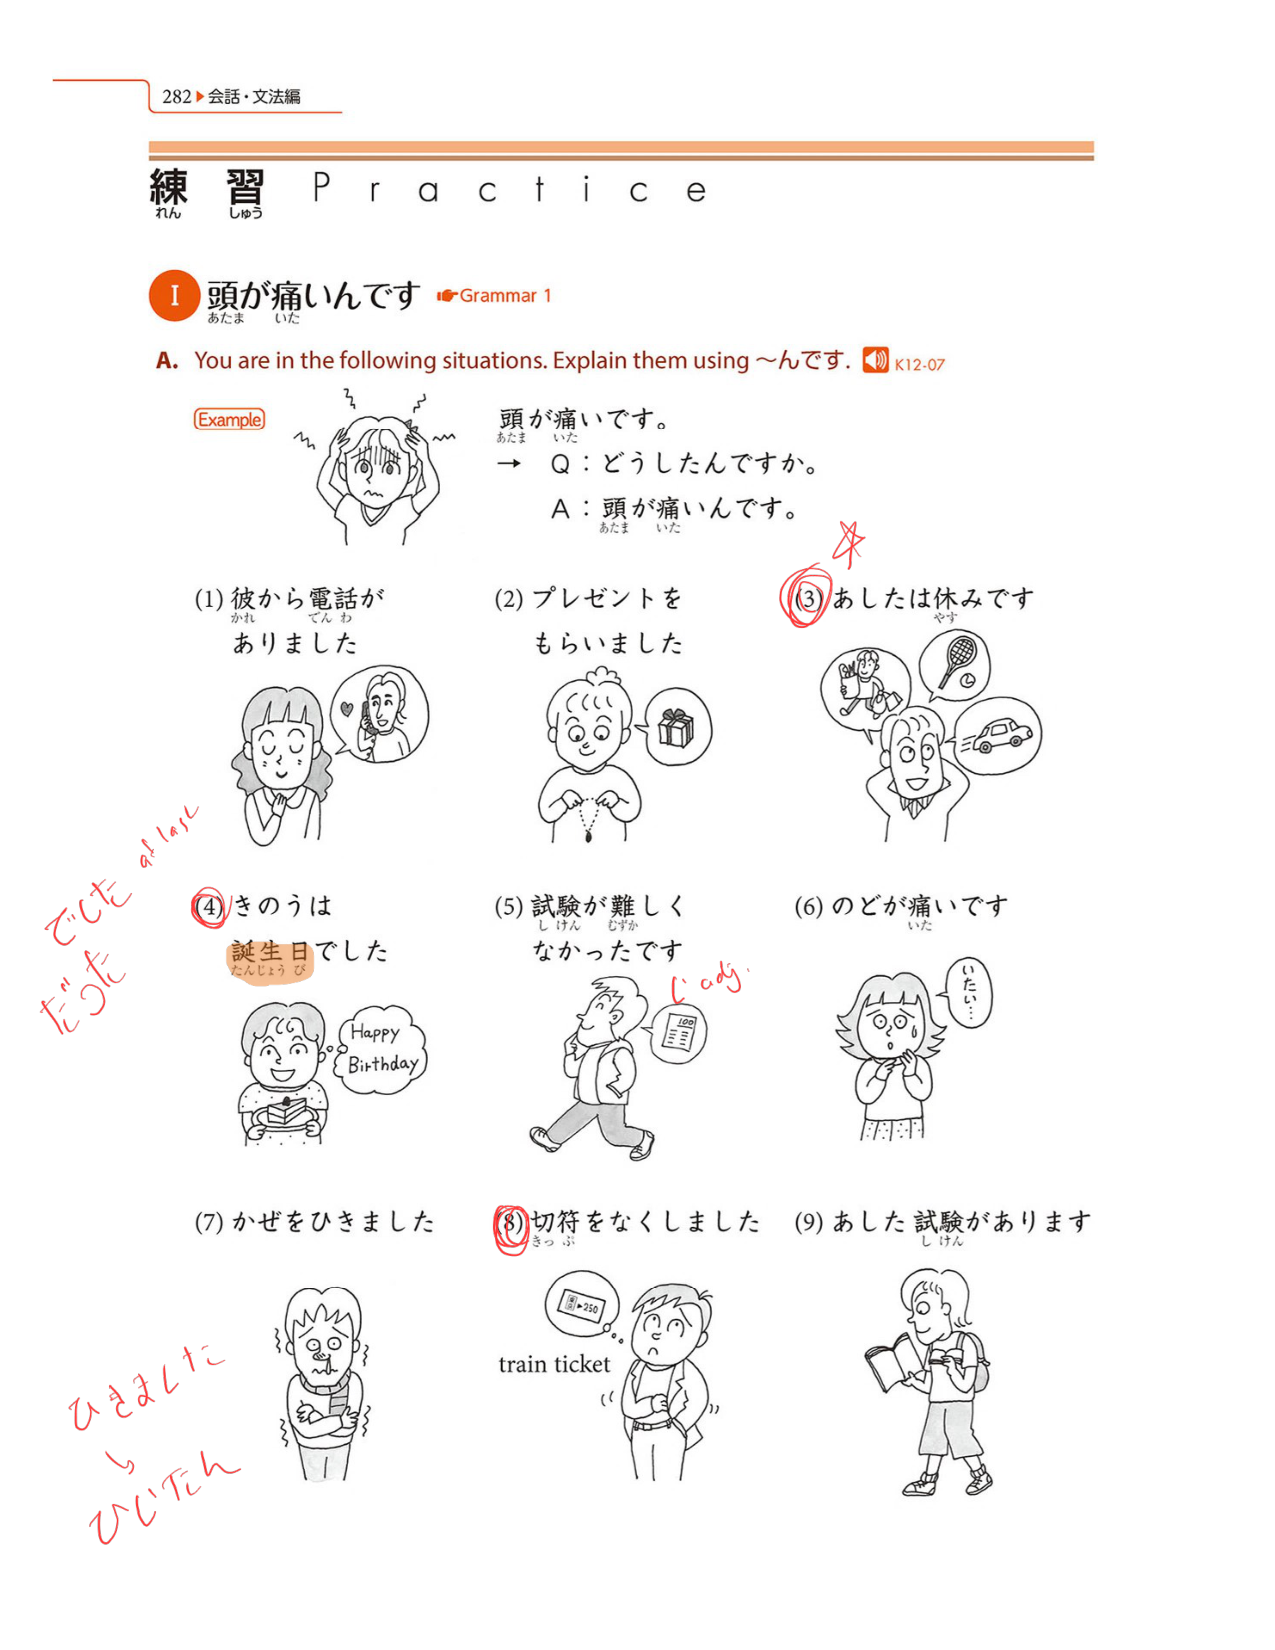 282 ▶ 会話・文法編
練習 Practice
れん しゅう
I 頭が痛いんです ☛Grammar 1
あたま いた
A. You are in the following situations. Explain them using 〜んです. K12-07
Example
頭が痛いです。
あたま いた
→ Q：どうしたんですか。
A：頭が痛いんです。
あたま いた
(1) 彼から電話が
かれ でんわ
ありました
(2) プレゼントを
もらいました
(3) あしたは休みです
やす
でした at last
だった
(4) きのうは
誕生日でした
たんじょうび
Happy
Birthday
(5) 試験が難しく
しけん むずか
なかったです
い adj.
100
(6) のどが痛いです
いた
いたい…
(7) かぜをひきました
ひきました
(8) 切符をなくしました
きっぷ
▶250
train ticket
(9) あした試験があります
しけん